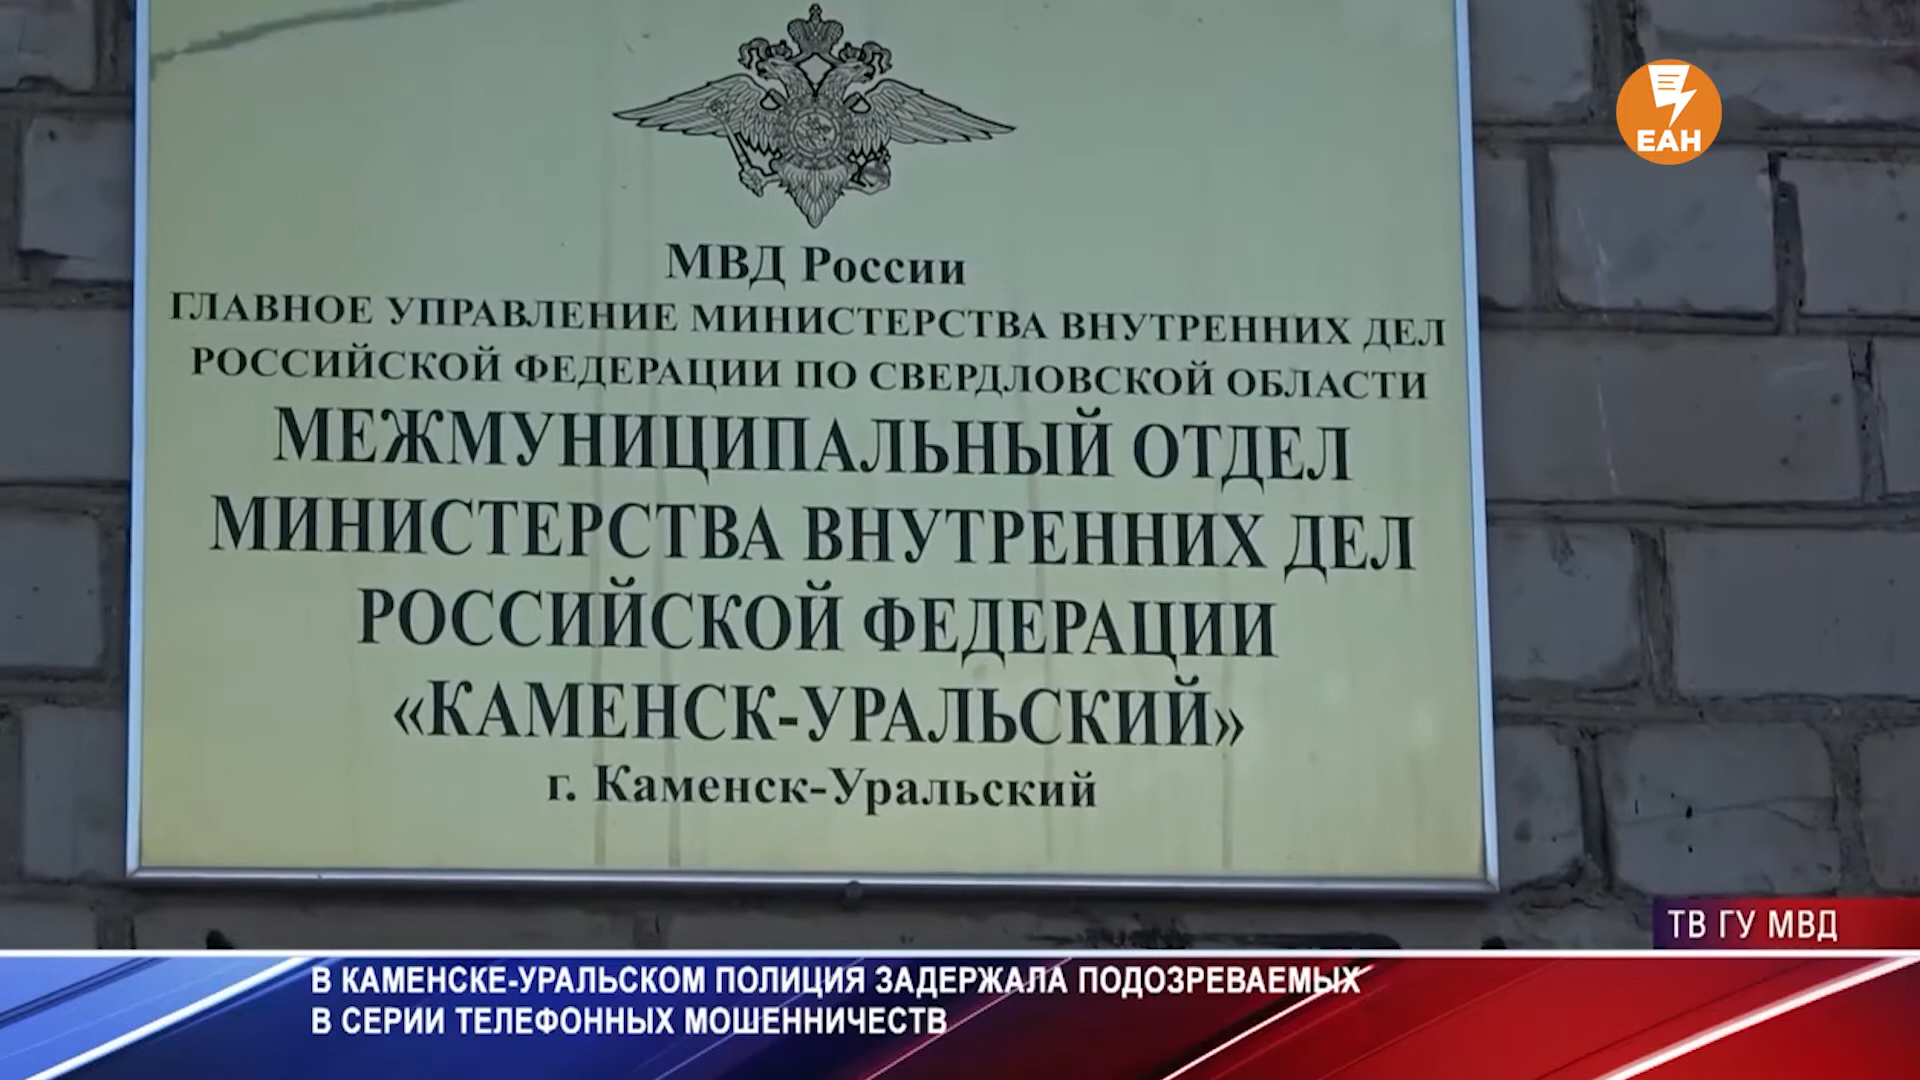 ЕАН
МВД России
ГЛАВНОЕ УПРАВЛЕНИЕ МИНИСТЕРСТВА ВНУТРЕННИХ ДЕЛ
РОССИЙСКОЙ ФЕДЕРАЦИИ ПО СВЕРДЛОВСКОЙ ОБЛАСТИ
МЕЖМУНИЦИПАЛЬНЫЙ ОТДЕЛ
МИНИСТЕРСТВА ВНУТРЕННИХ ДЕЛ
РОССИЙСКОЙ ФЕДЕРАЦИИ
«КАМЕНСК-УРАЛЬСКИЙ»
г. Каменск-Уральский
ТВ ГУ МВД
В КАМЕНСКЕ-УРАЛЬСКОМ ПОЛИЦИЯ ЗАДЕРЖАЛА ПОДОЗРЕВАЕМЫХ
В СЕРИИ ТЕЛЕФОННЫХ МОШЕННИЧЕСТВ